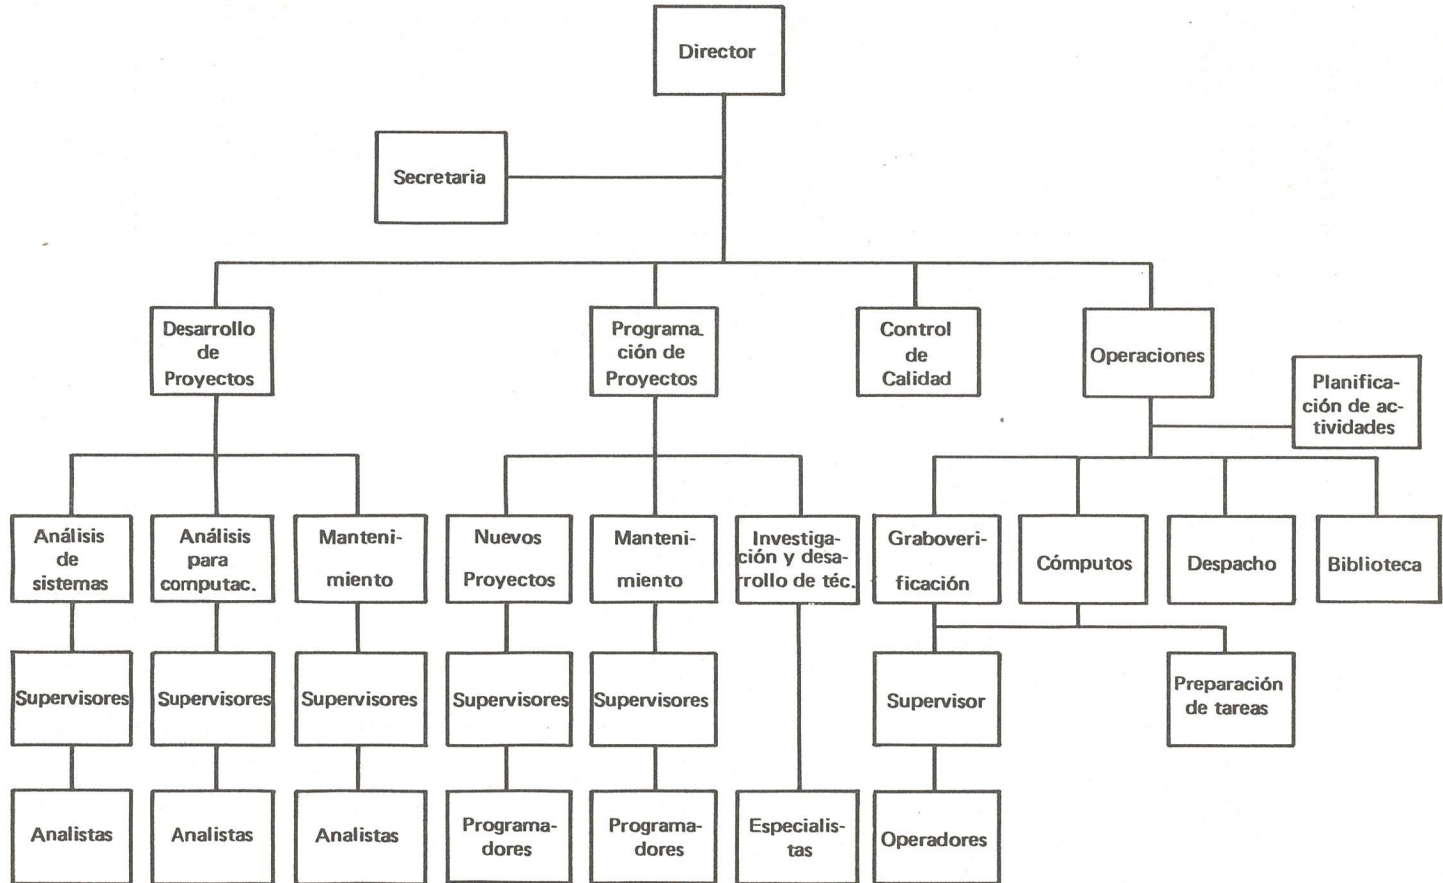 Director
Secretaria
Desarrollo
de
Proyectos
Programa_
ción de
Proyectos
Control
de
Calidad
Operaciones
Planifica-
ción de ac-
tividades
Análisis
de
sistemas
Análisis
para
computac.
Manteni-
miento
Nuevos
Proyectos
Manteni-
miento
Investiga-
ción y desa-
rrollo de téc.
Graboveri-
ficación
Cómputos
Despacho
Biblioteca
Supervisores
Supervisores
Supervisores
Supervisores
Supervisores
Supervisor
Preparación
de tareas
Analistas
Analistas
Analistas
Programa-
dores
Programa-
dores
Especialis-
tas
Operadores